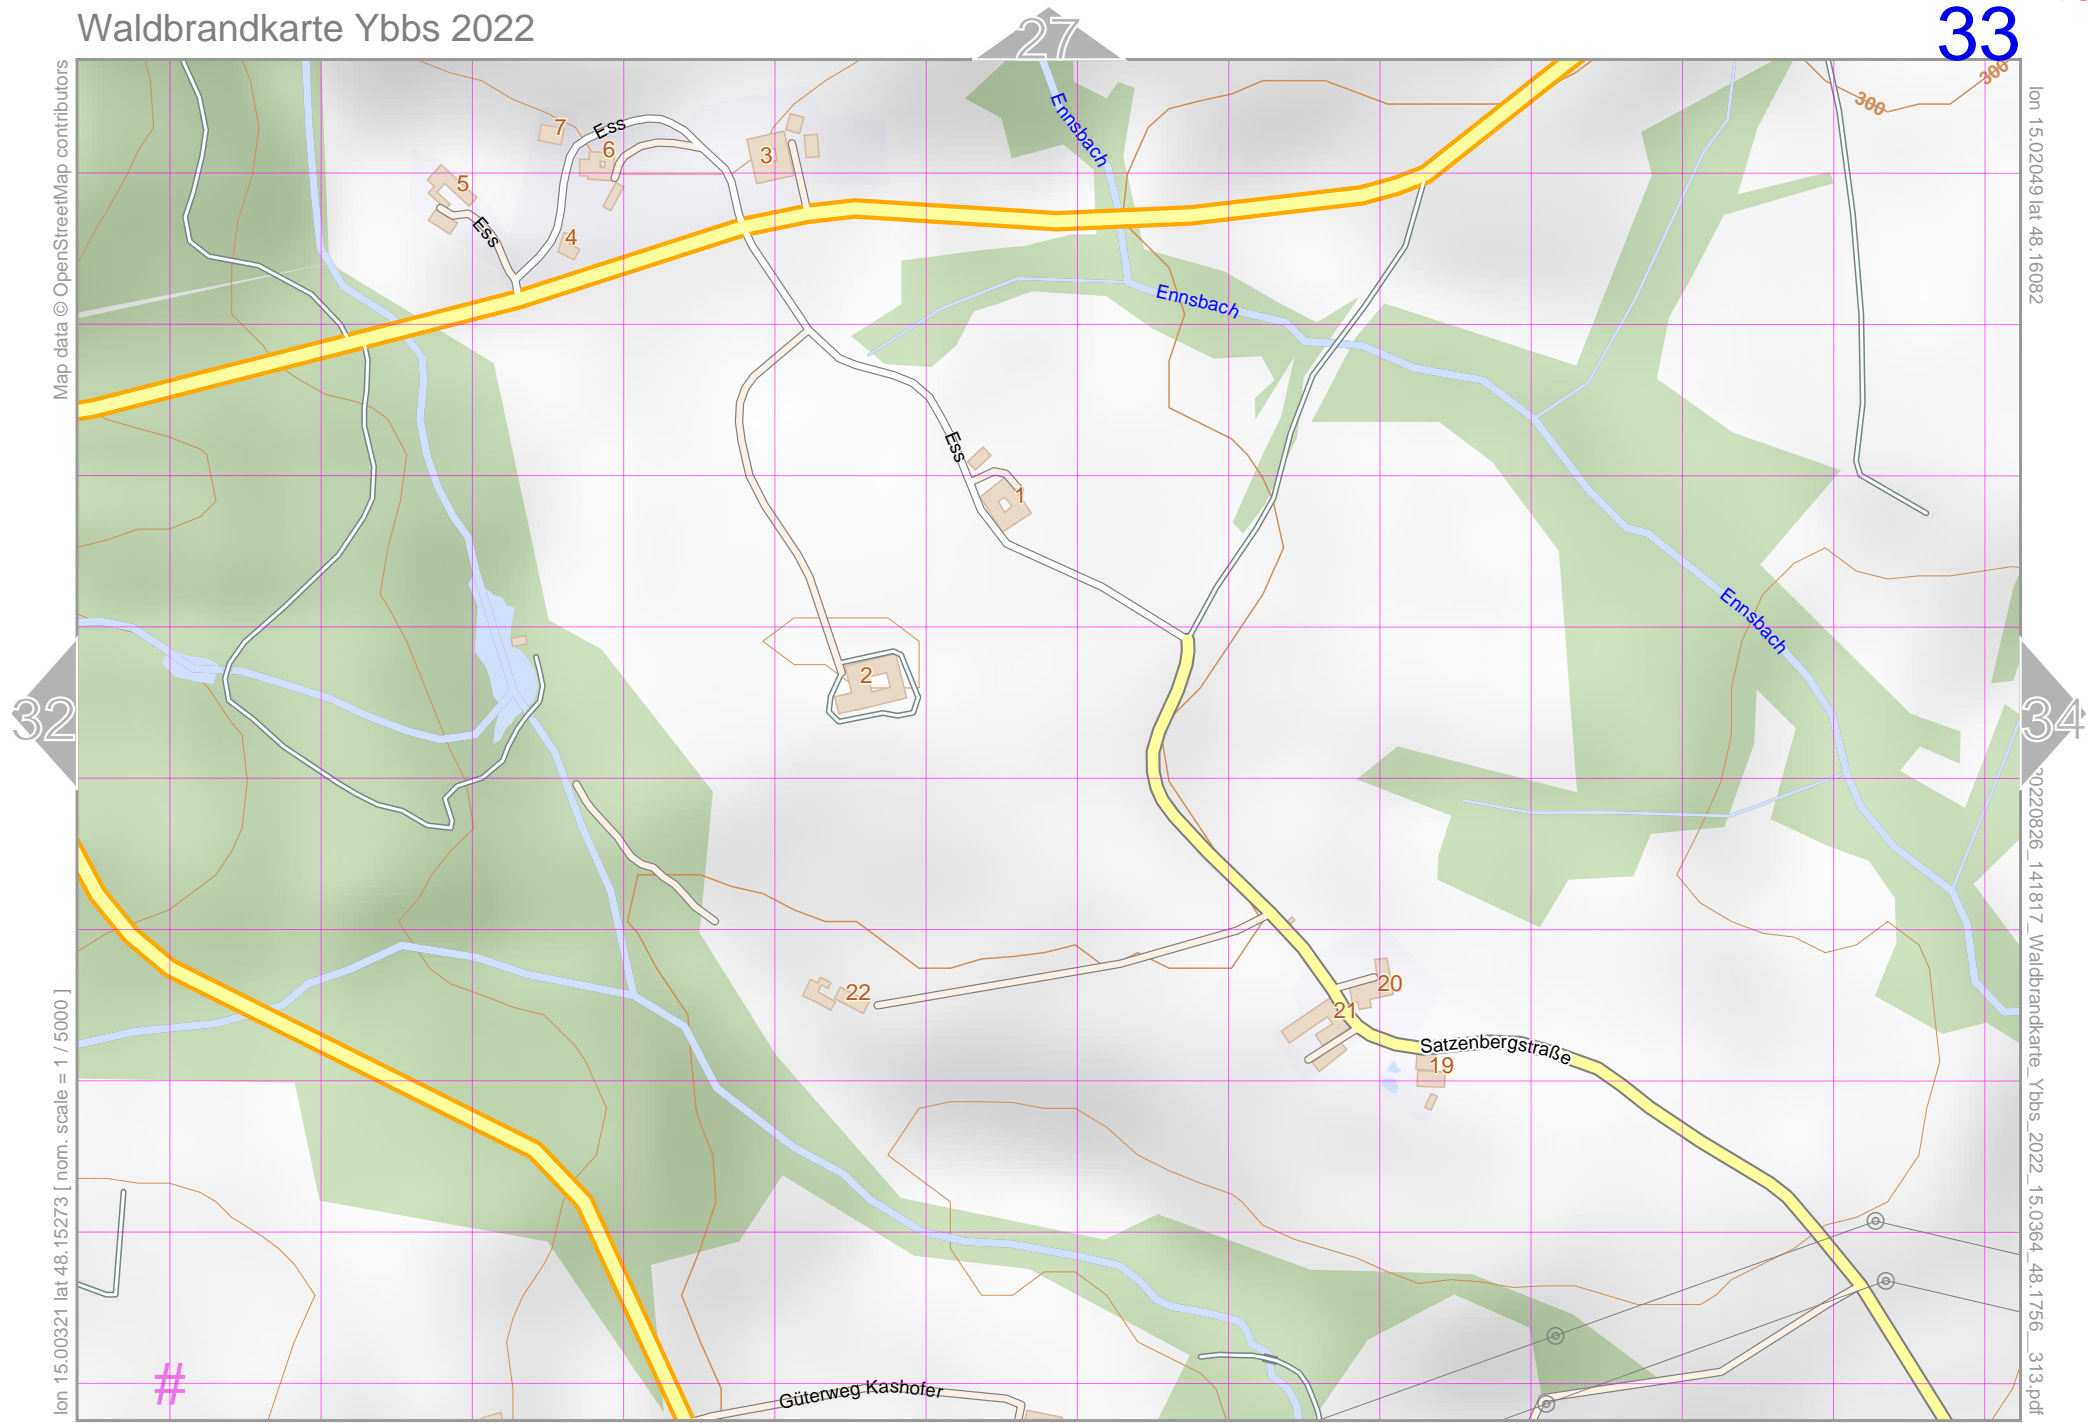 Waldbrandkarte Ybbs 2022
27
33
Map data © OpenStreetMap contributors
lon 15.02049 lat 48.16082
300
300
Ennsbach
7
Ess
6
3
5
Ess
4
Ennsbach
Ess
1
Ennsbach
2
32
34
22
20
21
Satzenbergstraße
19
lon 15.00321 lat 48.15273 [ nom. scale = 1 / 5000 ]
20220826_141817_Waldbrandkarte_Ybbs_2022_15.0364_48.1756__313.pdf
#
Güterweg Kashofer